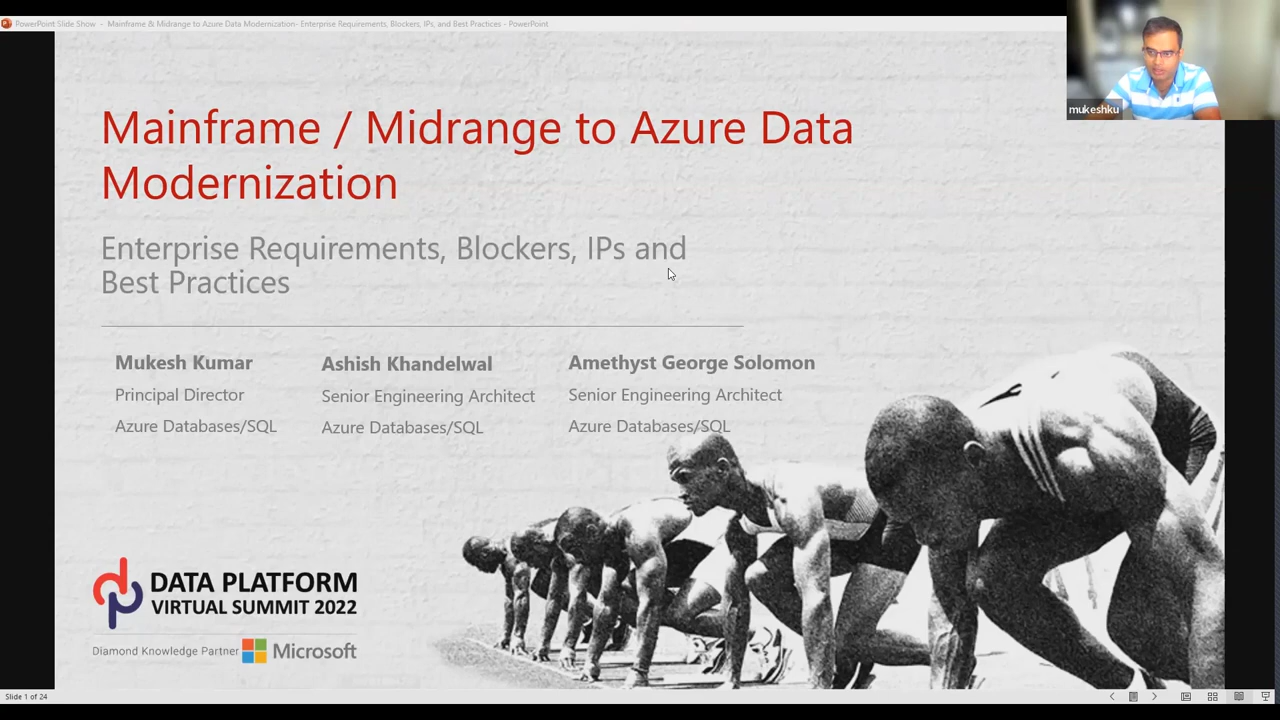 PowerPoint Slide Show - Mainframe & Midrange to Azure Data Modernization- Enterprise Requirements, Blockers, IPs, and Best Practices - PowerPoint
mukeshku
Mainframe / Midrange to Azure Data
Modernization
Enterprise Requirements, Blockers, IPs and
Best Practices
Mukesh Kumar
Principal Director
Azure Databases/SQL
Ashish Khandelwal
Senior Engineering Architect
Azure Databases/SQL
Amethyst George Solomon
Senior Engineering Architect
Azure Databases/SQL
dp
DATA PLATFORM
VIRTUAL SUMMIT 2022
Diamond Knowledge Partner Microsoft
Slide 1 of 24